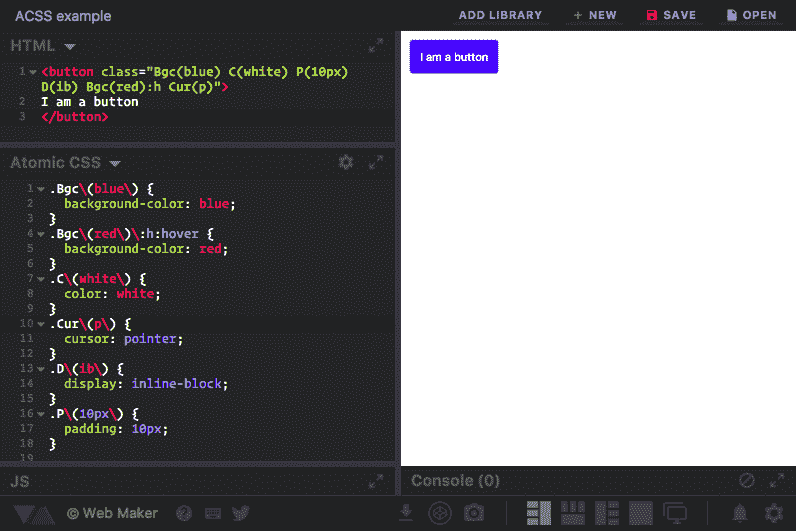 ACSS example
ADD LIBRARY + NEW SAVE OPEN
HTML
1 <button class="Bgc(blue) C(white) P(10px)
D(ib) Bgc(red):h Cur(p)">
2 I am a button
3 </button>
I am a button
Atomic CSS
1 .Bgc\(blue\) {
2 background-color: blue;
3 }
4 .Bgc\(red\)\:h:hover {
5 background-color: red;
6 }
7 .C\(white\) {
8 color: white;
9 }
10 .Cur\(p\) {
11 cursor: pointer;
12 }
13 .D\(ib\) {
14 display: inline-block;
15 }
16 .P\(10px\) {
17 padding: 10px;
18 }
19
JS
Console (0)
© Web Maker